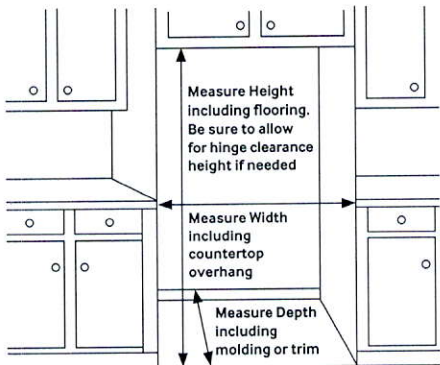 Measure Height
including flooring.
Be sure to allow
for hinge clearance
height if needed
Measure Width
including
countertop
overhang
Measure Depth
including
molding or trim